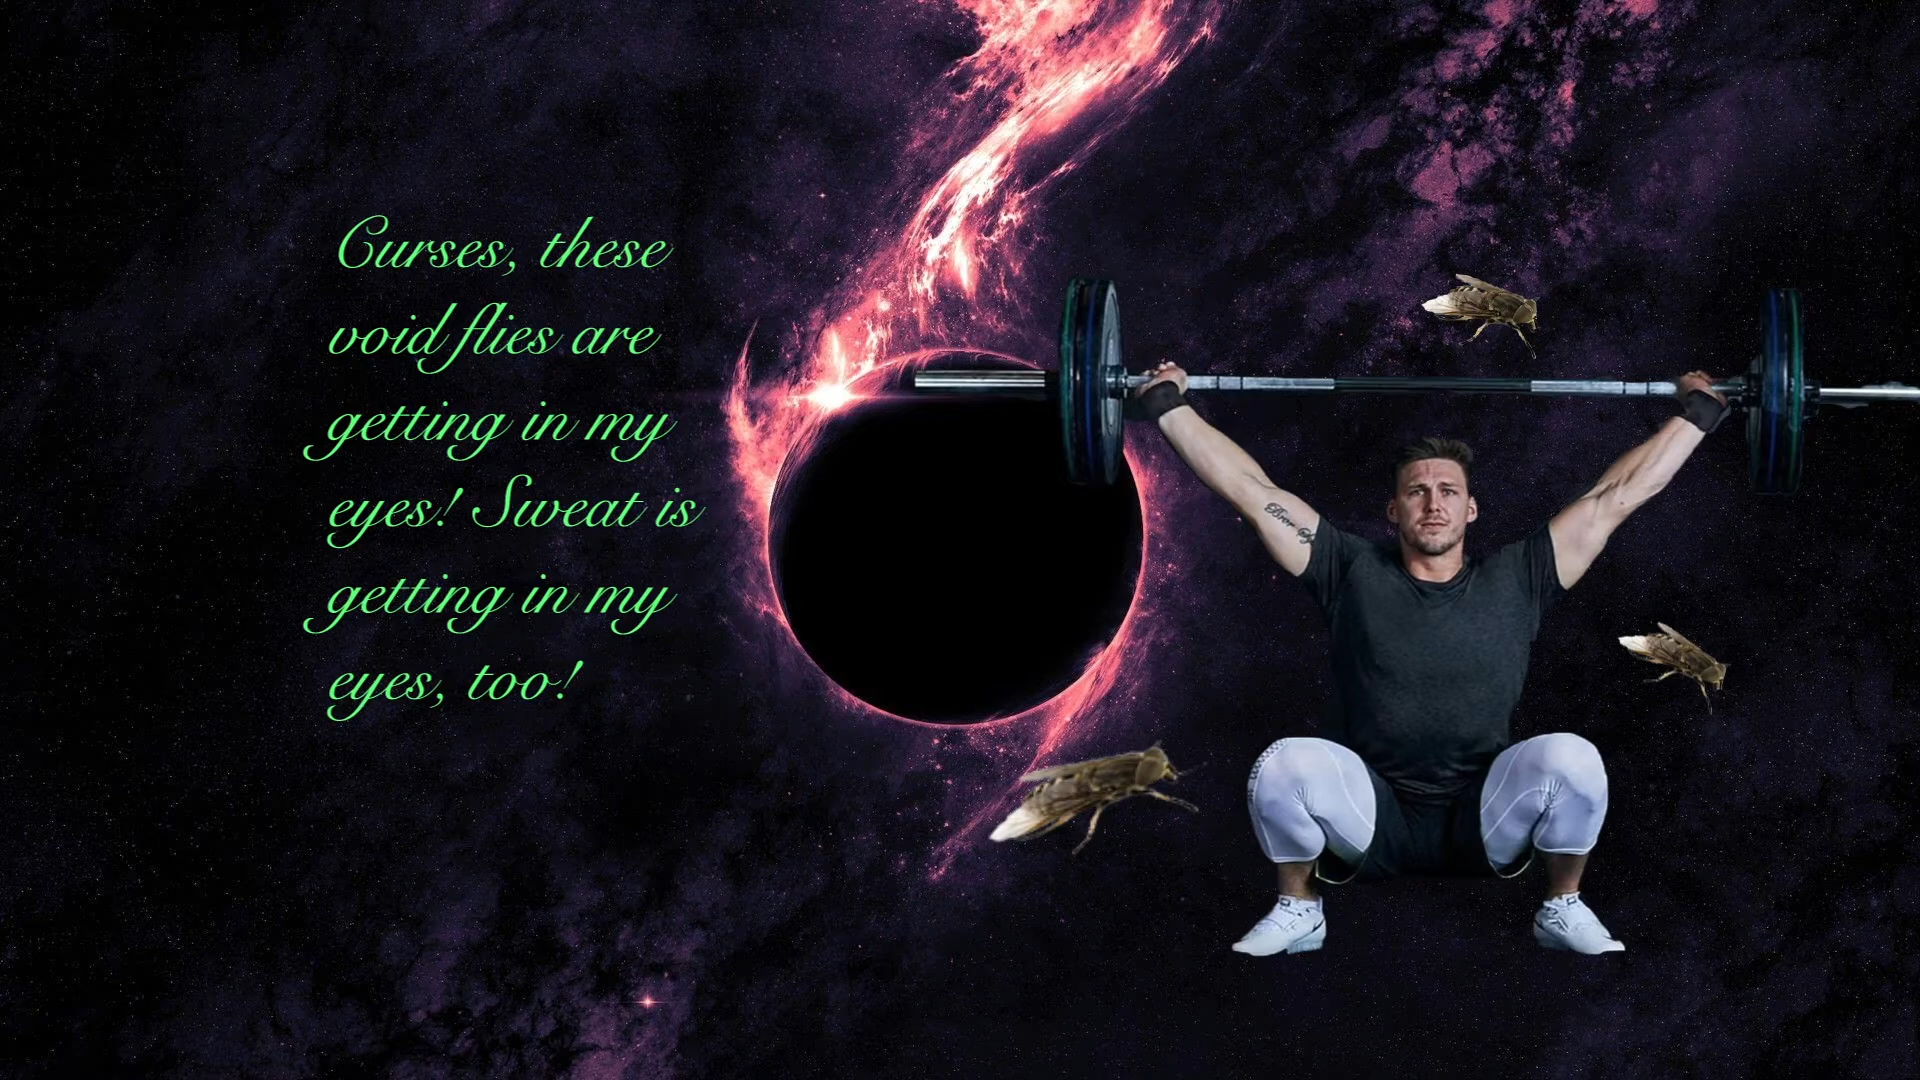 Curses, these
void flies are
getting in my
eyes! Sweat is
getting in my
eyes, too!